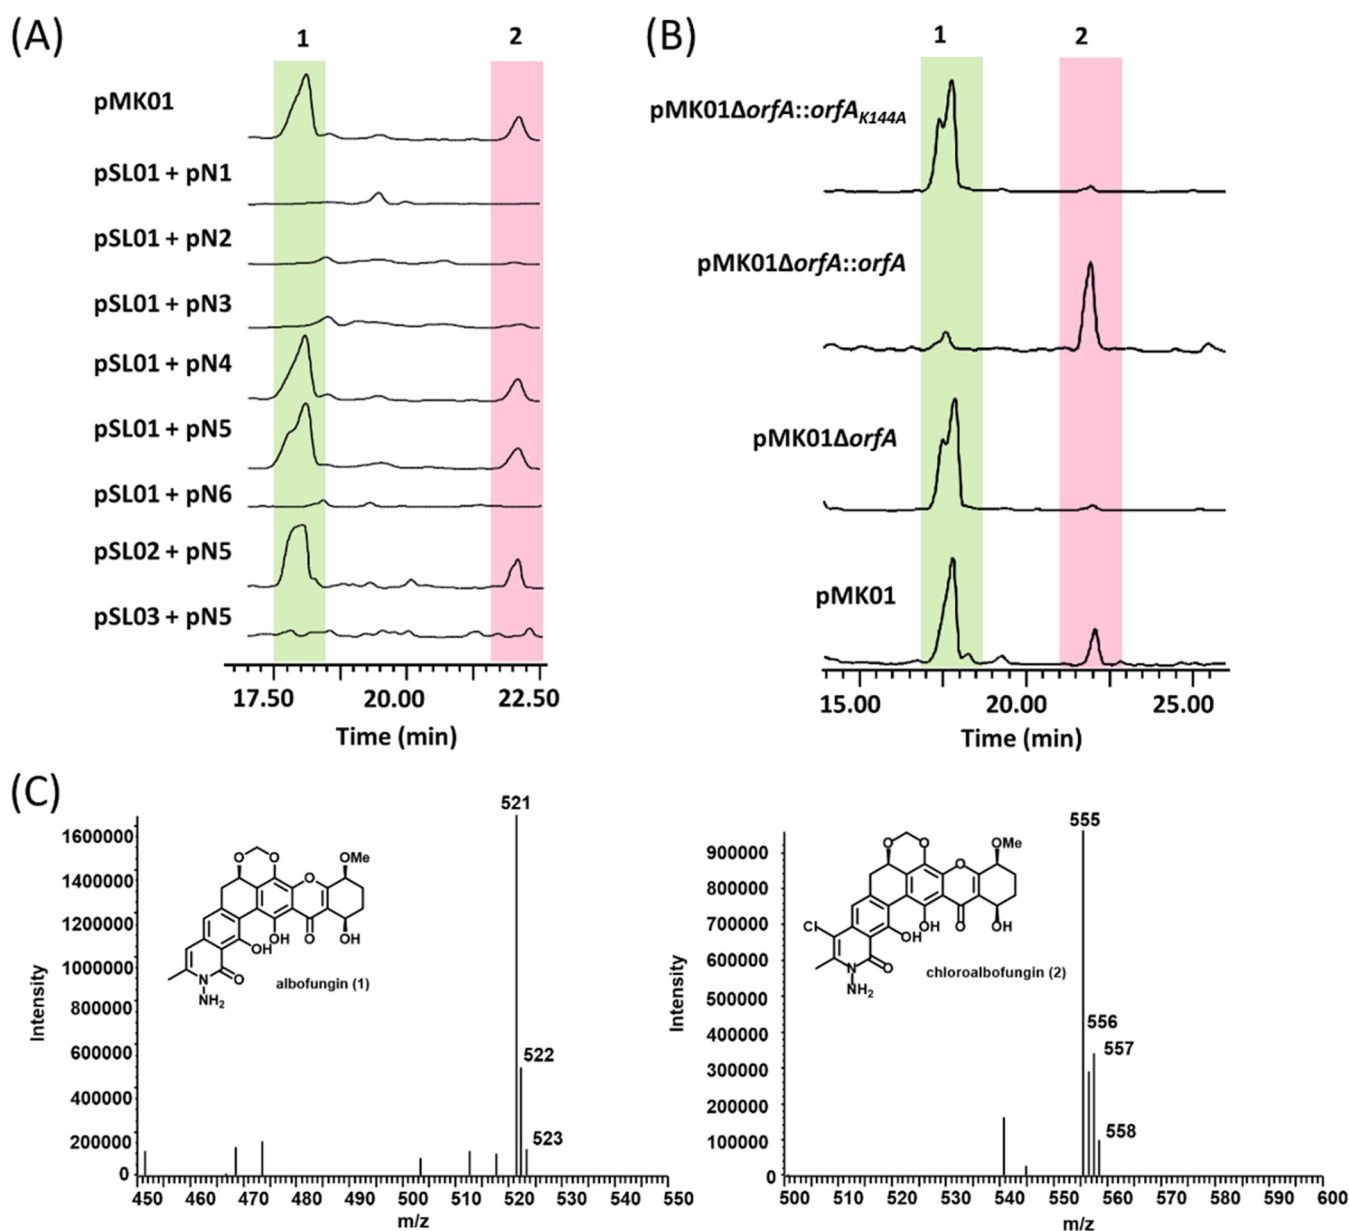 (A)
1 2
pMK01
pSL01 + pN1
pSL01 + pN2
pSL01 + pN3
pSL01 + pN4
pSL01 + pN5
pSL01 + pN6
pSL02 + pN5
pSL03 + pN5
17.50 20.00 22.50
Time (min)
(B)
1 2
pMK01ΔorfA::orfAK144A
pMK01ΔorfA::orfA
pMK01ΔorfA
pMK01
15.00 20.00 25.00
Time (min)
(C)
Intensity
1600000
1400000
1200000
1000000
800000
600000
400000
200000
0
521
522
523
O O O OMe
OH OH O OH
N O
NH2
albofungin (1)
450 460 470 480 490 500 510 520 530 540 550
m/z
Intensity
900000
800000
700000
600000
500000
400000
300000
200000
100000
0
555
556
557
558
O O O OMe
Cl OH OH O OH
N O
NH2
chloroalbofungin (2)
500 510 520 530 540 550 560 570 580 590 600
m/z